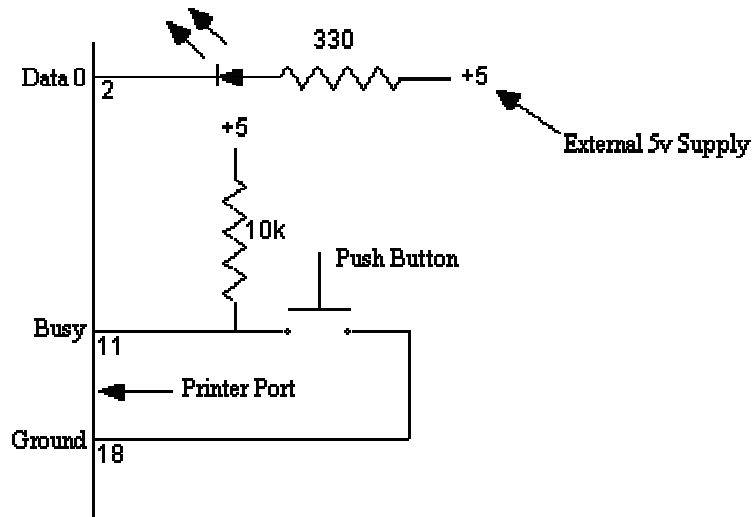 330
Data 0
2
+5
+5
External 5v Supply
10k
Push Button
Busy
11
Printer Port
Ground
18